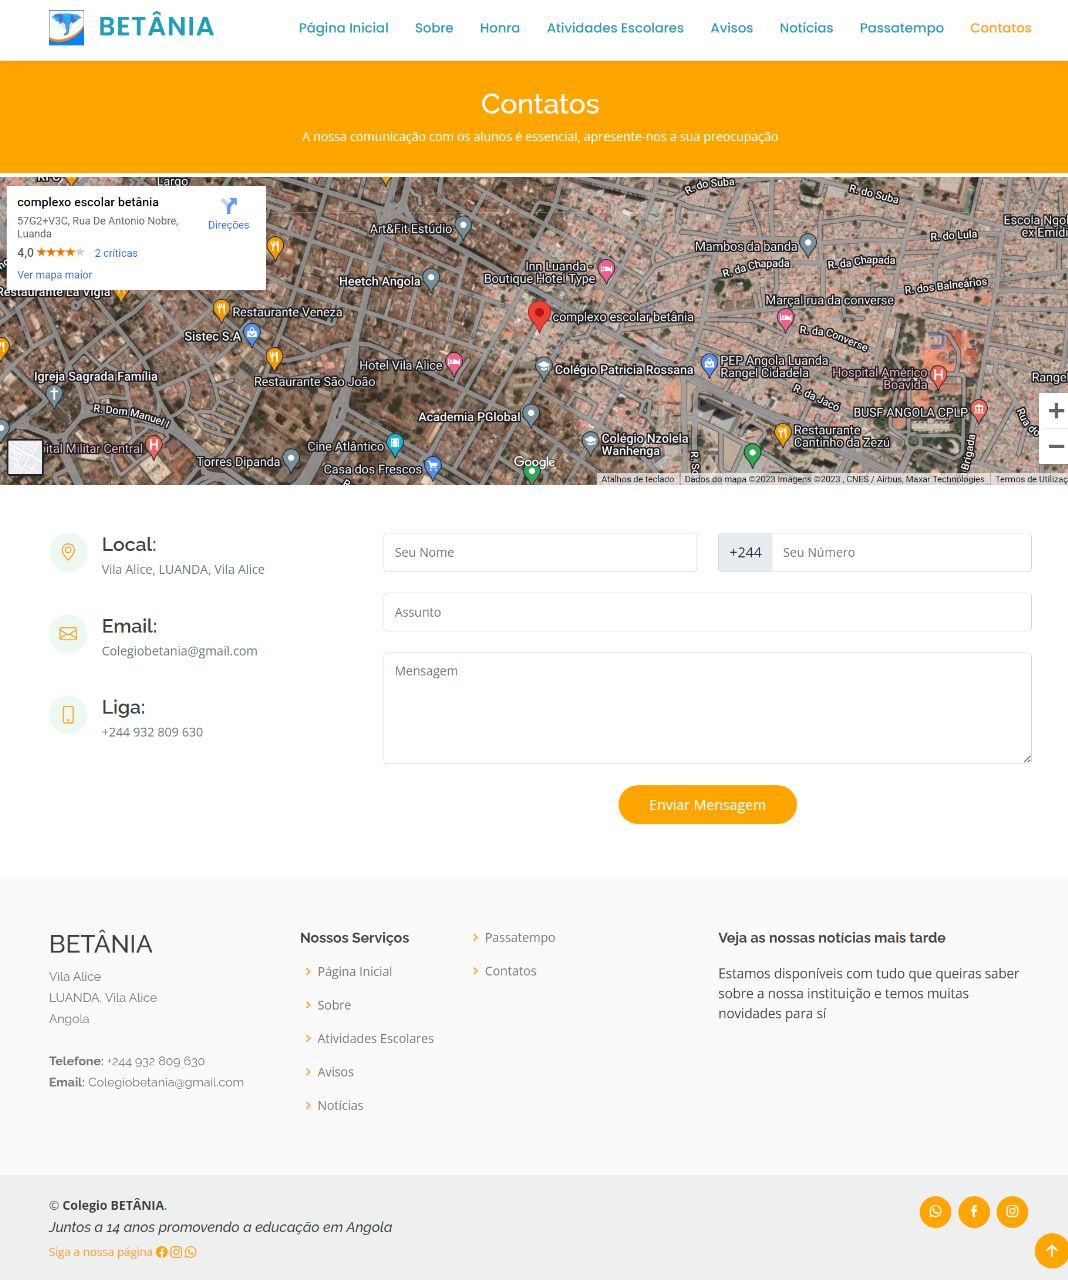 BETÂNIA
Página Inicial Sobre Honra Atividades Escolares Avisos Notícias Passatempo Contatos
Contatos
A nossa comunicação com os alunos é essencial, apresente-nos a sua preocupação
complexo escolar betânia
57G2+V3C, Rua De Antonio Nobre,
Luanda
4,0 2 críticas
Ver mapa maior
Direções
Largo
R. do Suba
R. do Suba
Art&Fit Estúdio
Mambos da banda
R. do Lula
Escola Ngol
ex Emídi
Inn Luanda -
Boutique Hotel Type
R. da Chapada
R. da Chapada
Heetch Angola
R. dos Balneários
Restaurante La Vigia
Marçal rua da converse
Restaurante Veneza
complexo escolar betânia
Sistec S.A
R. da Converse
Hotel Vila Alice
Colégio Patricia Rossana
PEP Angola Luanda
Rangel Cidadela
Hospital Américo
Boavida
Igreja Sagrada Família
Restaurante São João
Rangel
R. da Jacó
R. Dom Manuel I
Academia PGlobal
BUSF ANGOLA CPLP
Rua do
Restaurante
Cantinho da Zezú
pital Militar Central
Cine Atlântico
Colégio Nzolela
Wanhenga
Torres Dipanda
Casa dos Frescos
Google
R. S
Brigada
Atalhos de teclado Dados do mapa ©2023 Imagens ©2023 , CNES / Airbus, Maxar Technologies Termos de Utilizaç
Local:
Vila Alice, LUANDA, Vila Alice
Email:
Colegiobetania@gmail.com
Liga:
+244 932 809 630
Seu Nome
+244 Seu Número
Assunto
Mensagem
Enviar Mensagem
BETÂNIA
Vila Alice
LUANDA, Vila Alice
Angola
Telefone: +244 932 809 630
Email: Colegiobetania@gmail.com
Nossos Serviços
Página Inicial
Sobre
Atividades Escolares
Avisos
Notícias
Passatempo
Contatos
Veja as nossas notícias mais tarde
Estamos disponíveis com tudo que queiras saber
sobre a nossa instituição e temos muitas
novidades para sí
© Colegio BETÂNIA.
Juntos a 14 anos promovendo a educação em Angola
Siga a nossa página